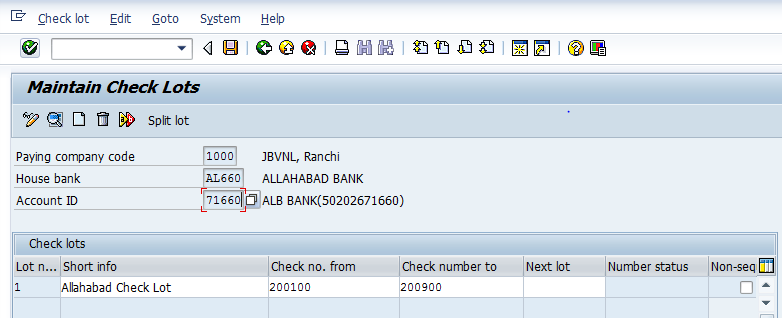 Check lot Edit Goto System Help
Maintain Check Lots
Split lot
Paying company code 1000 JBVNL, Ranchi
House bank AL660 ALLAHABAD BANK
Account ID 71660 ALB BANK(50202671660)
Check lots
Lot n... Short info Check no. from Check number to Next lot Number status Non-seq
1 Allahabad Check Lot 200100 200900